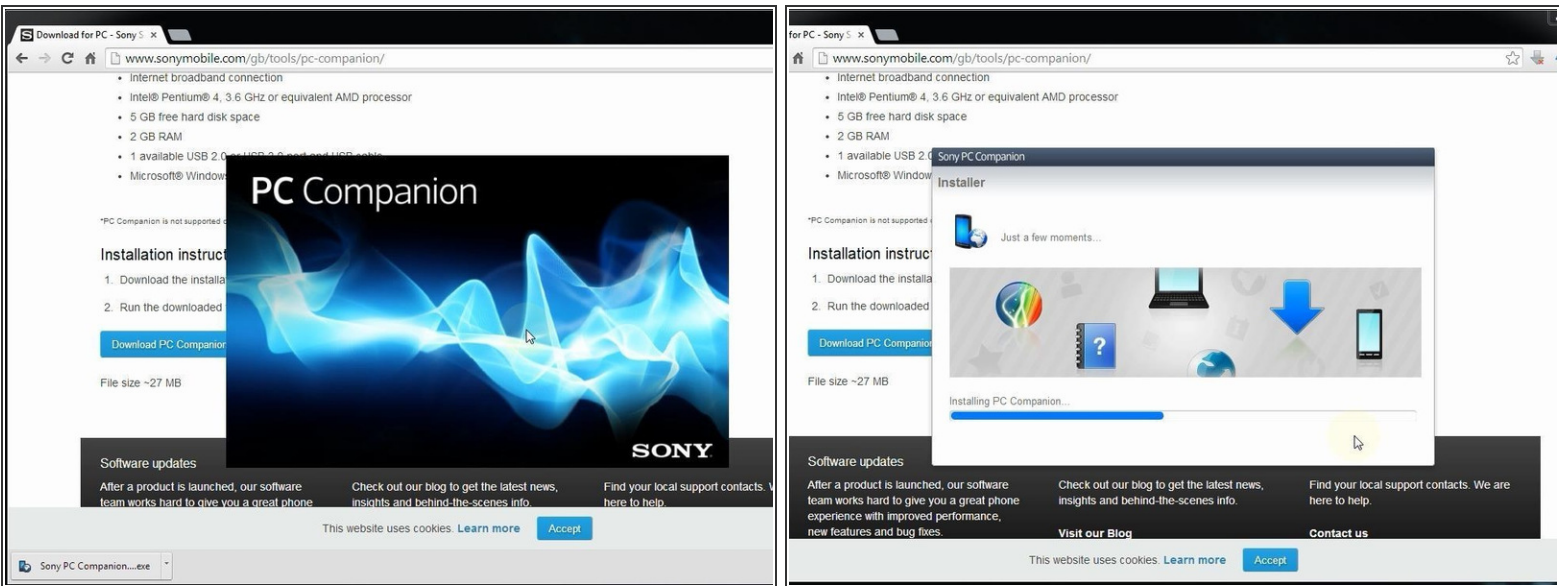 Download for PC - Sony S
www.sonymobile.com/gb/tools/pc-companion/
Internet broadband connection
Intel® Pentium® 4, 3.6 GHz or equivalent AMD processor
5 GB free hard disk space
2 GB RAM
1 available USB 2.0 or USB 3.0 port and USB cable
Microsoft® Window
*PC Companion is not supported
PC Companion
Installation instruct
1. Download the installa
2. Run the downloaded
Download PC Companion
File size ~27 MB
SONY
Software updates
After a product is launched, our software
team works hard to give you a great phone
Check out our blog to get the latest news,
insights and behind-the-scenes info.
Find your local support contacts.
here to help.
This website uses cookies. Learn more
Accept
Sony PC Companion....exe
for PC - Sony S
www.sonymobile.com/gb/tools/pc-companion/
Internet broadband connection
Intel® Pentium® 4, 3.6 GHz or equivalent AMD processor
5 GB free hard disk space
2 GB RAM
1 available USB 2.0
Microsoft® Window
*PC Companion is not supported
Sony PC Companion
Installer
Just a few moments...
?
Installing PC Companion...
Installation instruc
1. Download the installa
2. Run the downloaded
Download PC Companion
File size ~27 MB
Software updates
After a product is launched, our software
team works hard to give you a great phone
experience with improved performance,
new features and bug fixes.
Check out our blog to get the latest news,
insights and behind-the-scenes info.
Visit our Blog
Find your local support contacts. We are
here to help.
Contact us
This website uses cookies. Learn more
Accept